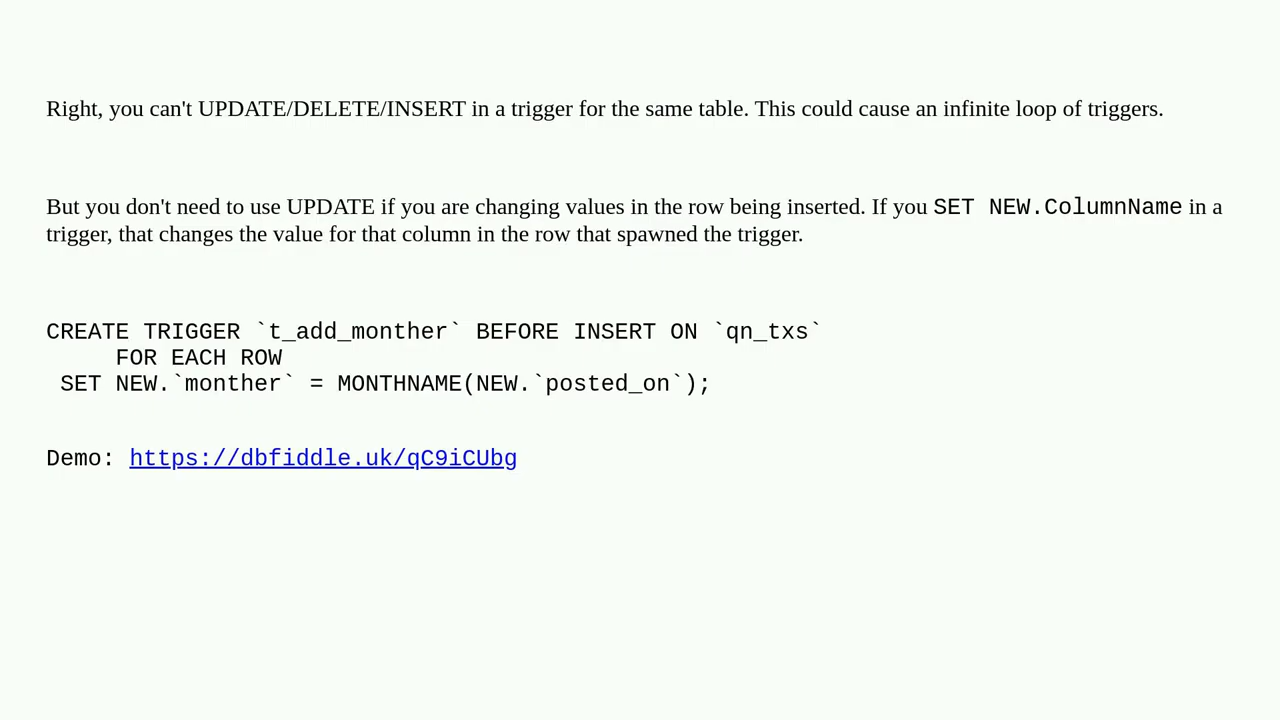 Right, you can't UPDATE/DELETE/INSERT in a trigger for the same table. This could cause an infinite loop of triggers.
But you don't need to use UPDATE if you are changing values in the row being inserted. If you SET NEW.ColumnName in a
trigger, that changes the value for that column in the row that spawned the trigger.
CREATE TRIGGER `t_add_monther` BEFORE INSERT ON `qn_txs`
     FOR EACH ROW
 SET NEW.`monther` = MONTHNAME(NEW.`posted_on`);
Demo: https://dbfiddle.uk/qC9iCUbg